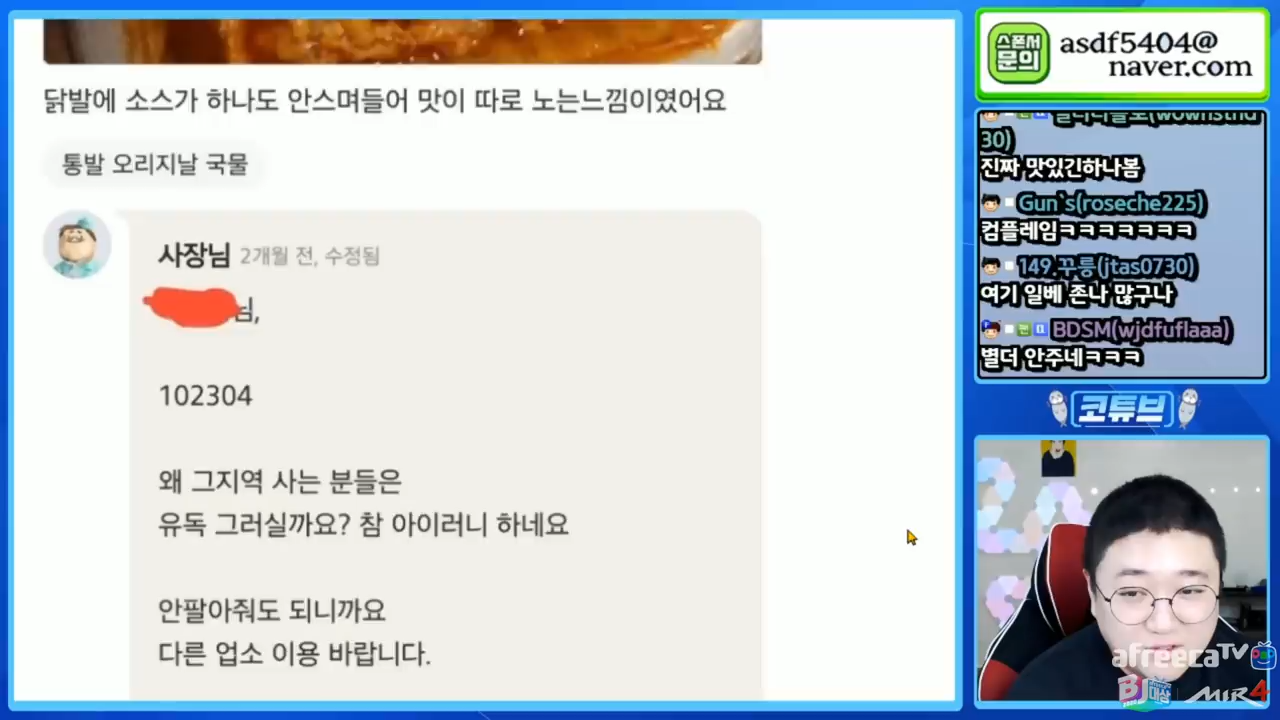 닭발에 소스가 하나도 안스며들어 맛이 따로 노는느낌이였어요
통발 오리지날 국물
사장님 2개월 전, 수정됨
님,
102304
왜 그지역 사는 분들은
유독 그러실까요? 참 아이러니 하네요
안팔아줘도 되니까요
다른 업소 이용 바랍니다.
스폰서
문의
asdf5404@
naver.com
30)
진짜 맛있긴하나봄
Gun`s(roseche225)
컴플레임ㅋㅋㅋㅋㅋㅋㅋ
149.꾸릉(jtas0730)
여기 일베 존나 많구나
BDSM(wjdfuflaaa)
별더 안주네ㅋㅋㅋ
코튜브
afreecaTV
BJ대상 MIR4